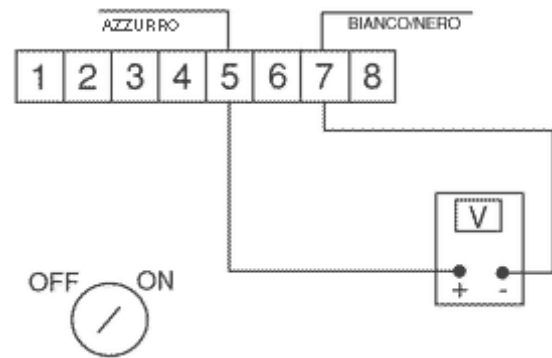 AZZURRO
BIANCO/NERO
1 2 3 4 5 6 7 8
V
+ -
OFF ON